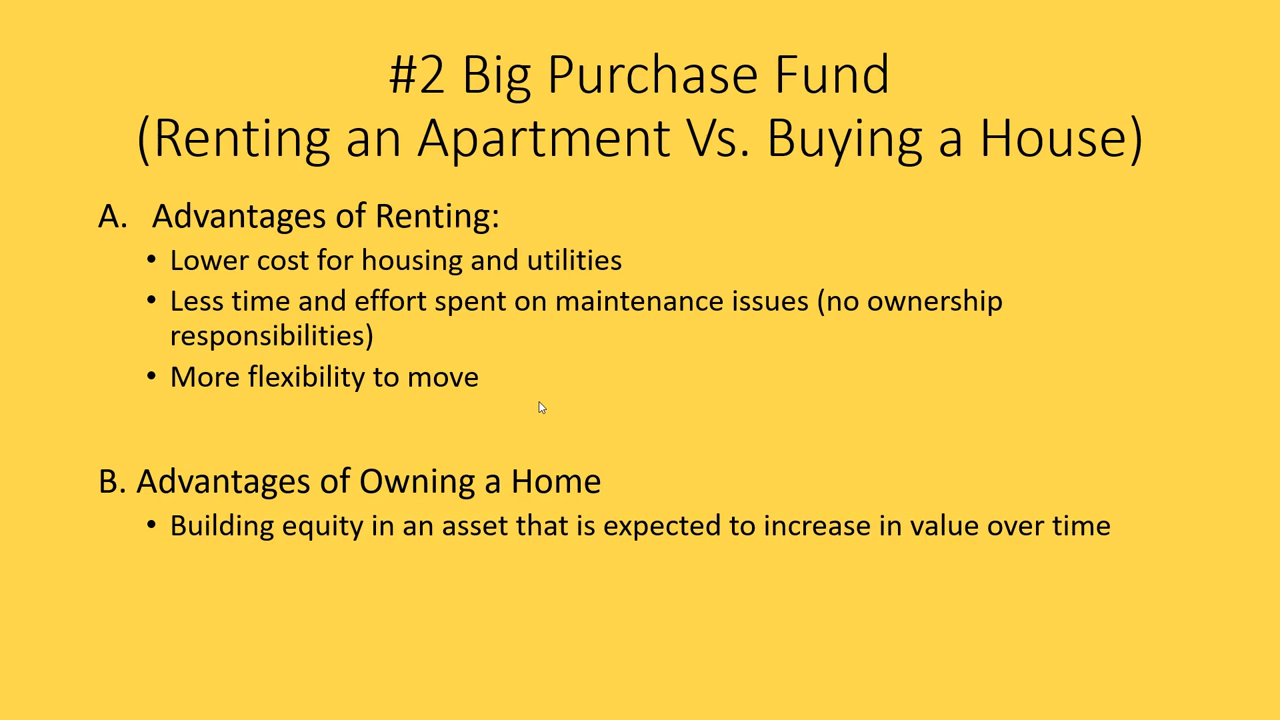 #2 Big Purchase Fund
(Renting an Apartment Vs. Buying a House)
A. Advantages of Renting:
• Lower cost for housing and utilities
• Less time and effort spent on maintenance issues (no ownership
responsibilities)
• More flexibility to move
B. Advantages of Owning a Home
• Building equity in an asset that is expected to increase in value over time